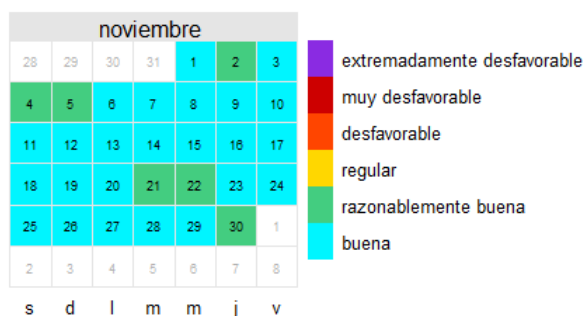 noviembre
28 29 30 31 1 2 3
4 5 6 7 8 9 10
11 12 13 14 15 16 17
18 19 20 21 22 23 24
25 26 27 28 29 30 1
2 3 4 5 6 7 8
s d l m m j v
extremadamente desfavorable
muy desfavorable
desfavorable
regular
razonablemente buena
buena